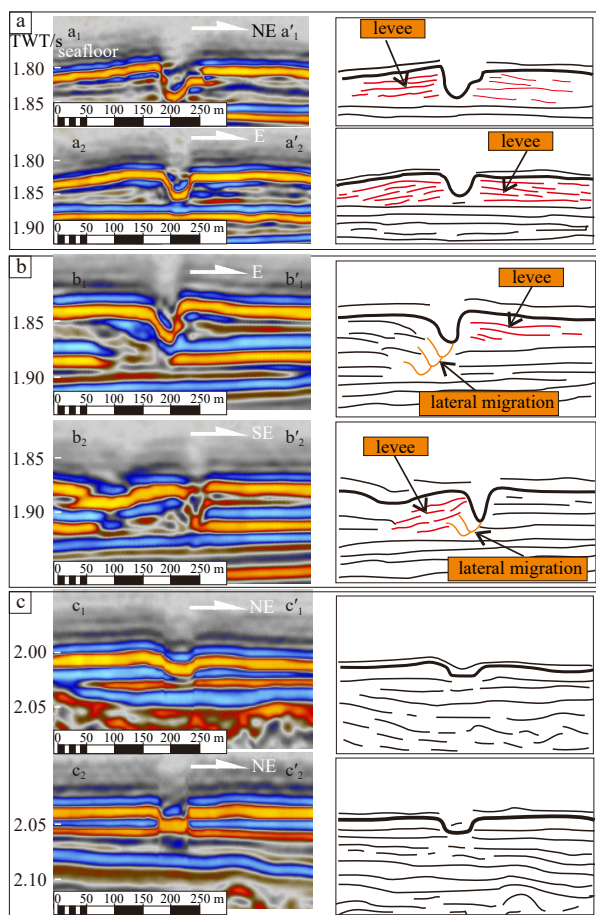 a
TWT/s
a₁
NE a′₁
seafloor
1.80
1.85
0 50 100 150 200 250 m
levee
a₂
E
a′₂
1.80
1.85
1.90
0 50 100 150 200 250 m
levee
b
b₁
E
b′₁
1.85
1.90
0 50 100 150 200 250 m
levee
lateral migration
b₂
SE
b′₂
1.85
1.90
0 50 100 150 200 250 m
levee
lateral migration
c
c₁
NE
c′₁
2.00
2.05
0 50 100 150 200 250 m
c₂
NE
c′₂
2.05
2.10
0 50 100 150 200 250 m